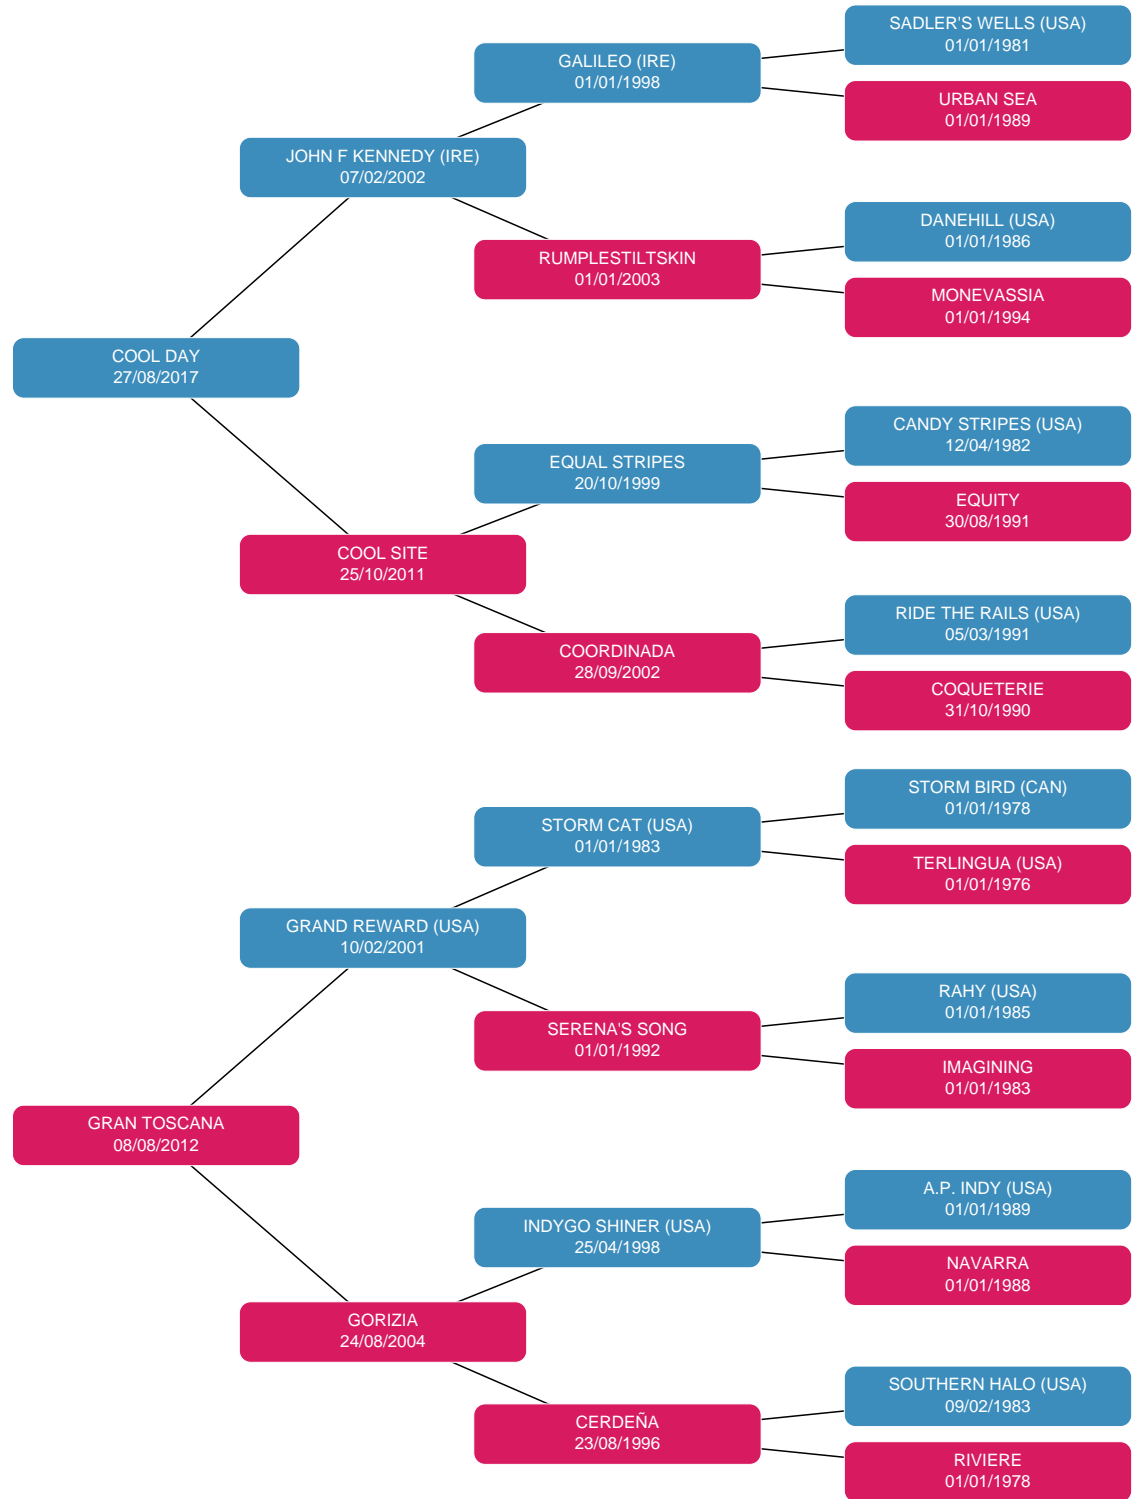 SADLER'S WELLS (USA)
01/01/1981
GALILEO (IRE)
01/01/1998
URBAN SEA
01/01/1989
JOHN F KENNEDY (IRE)
07/02/2002
DANEHILL (USA)
01/01/1986
RUMPLESTILTSKIN
01/01/2003
MONEVASSIA
01/01/1994
COOL DAY
27/08/2017
CANDY STRIPES (USA)
12/04/1982
EQUAL STRIPES
20/10/1999
EQUITY
30/08/1991
COOL SITE
25/10/2011
RIDE THE RAILS (USA)
05/03/1991
COORDINADA
28/09/2002
COQUETERIE
31/10/1990
STORM BIRD (CAN)
01/01/1978
STORM CAT (USA)
01/01/1983
TERLINGUA (USA)
01/01/1976
GRAND REWARD (USA)
10/02/2001
RAHY (USA)
01/01/1985
SERENA'S SONG
01/01/1992
IMAGINING
01/01/1983
GRAN TOSCANA
08/08/2012
A.P. INDY (USA)
01/01/1989
INDYGO SHINER (USA)
25/04/1998
NAVARRA
01/01/1988
GORIZIA
24/08/2004
SOUTHERN HALO (USA)
09/02/1983
CERDEÑA
23/08/1996
RIVIERE
01/01/1978